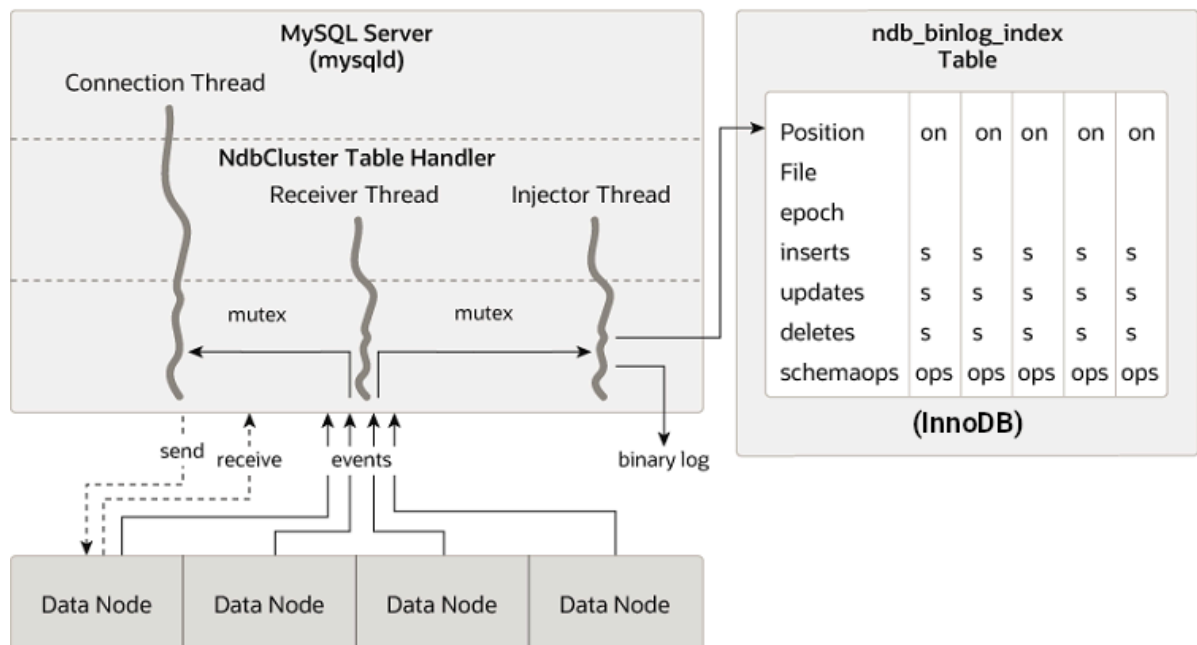 MySQL Server
(mysqld)
Connection Thread
NdbCluster Table Handler
Receiver Thread
Injector Thread
mutex
mutex
send
receive
events
binary log
Data Node
Data Node
Data Node
Data Node
ndb_binlog_index
Table
Position on on on on on
File
epoch
inserts s s s s s
updates s s s s s
deletes s s s s s
schemaops ops ops ops ops ops
(InnoDB)